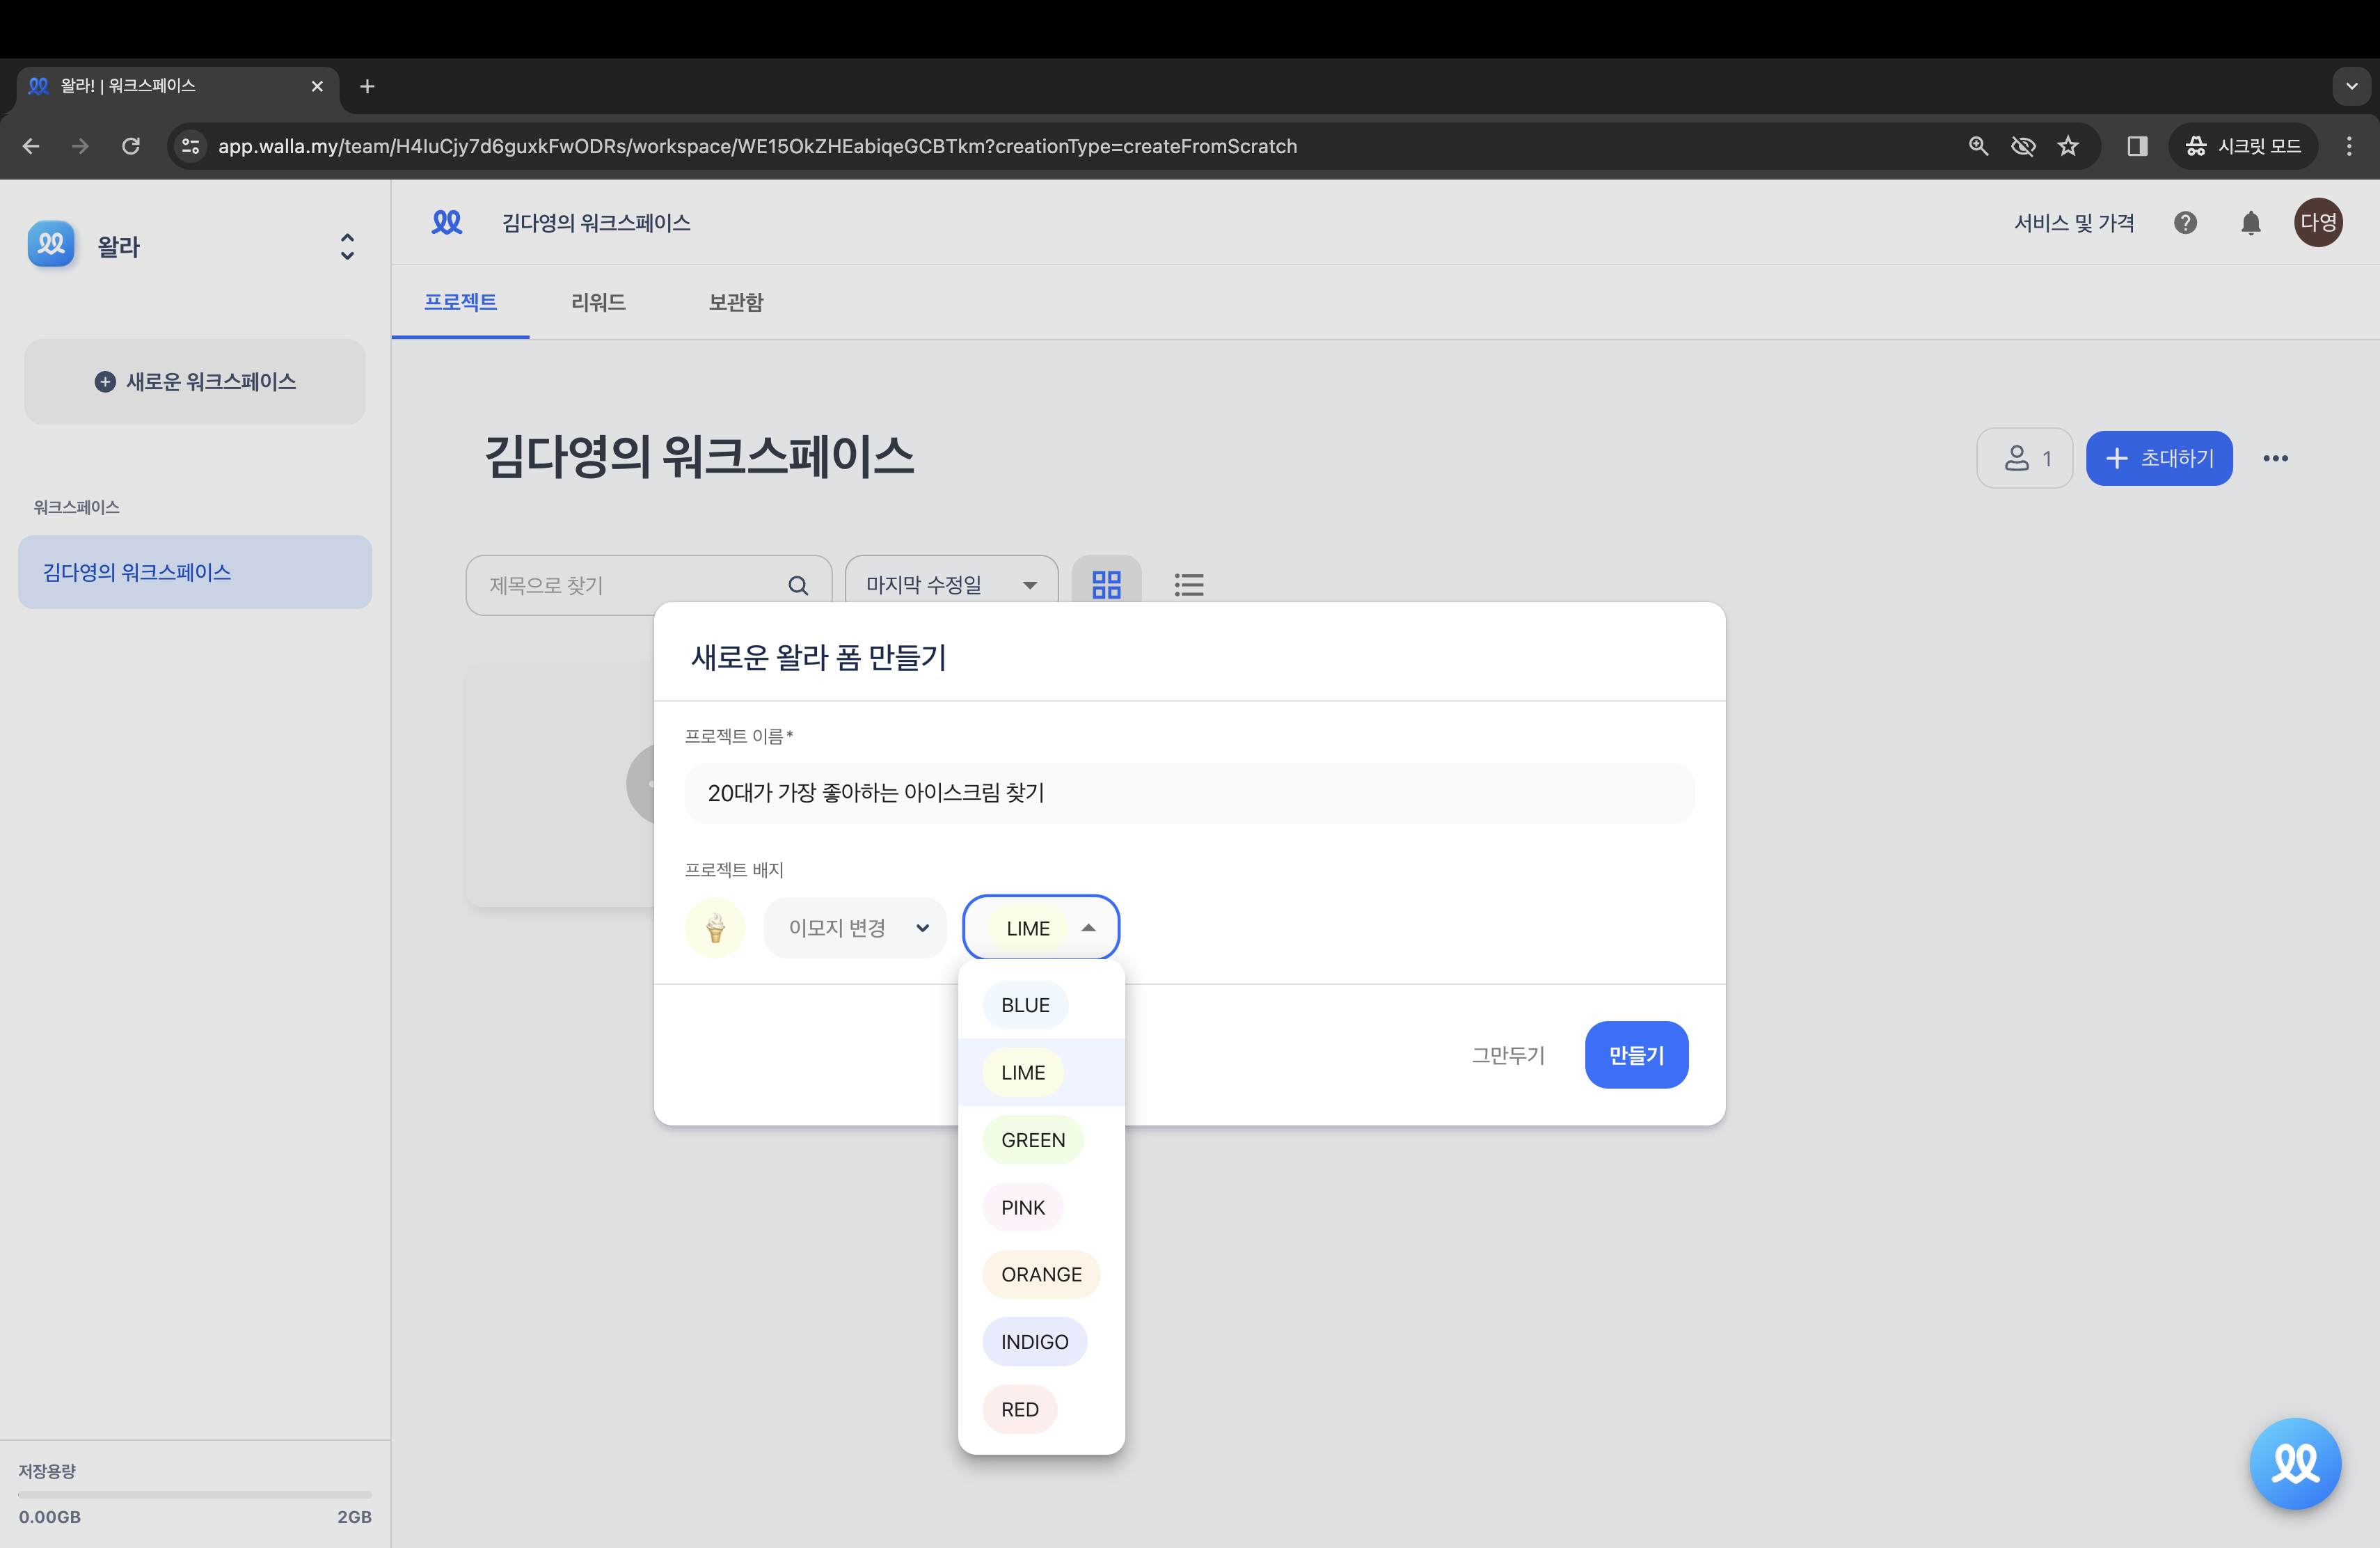 왈라! | 워크스페이스
app.walla.my/team/H4IuCjy7d6guxkFwODRs/workspace/WE15OkZHEabiqeGCBTkm?creationType=createFromScratch
시크릿 모드
왈라
김다영의 워크스페이스
서비스 및 가격
다영
프로젝트
리워드
보관함
새로운 워크스페이스
워크스페이스
김다영의 워크스페이스
김다영의 워크스페이스
1
초대하기
제목으로 찾기
마지막 수정일
새로운 왈라 폼 만들기
프로젝트 이름*
20대가 가장 좋아하는 아이스크림 찾기
프로젝트 배지
이모지 변경
LIME
BLUE
LIME
GREEN
PINK
ORANGE
INDIGO
RED
그만두기
만들기
저장용량
0.00GB
2GB